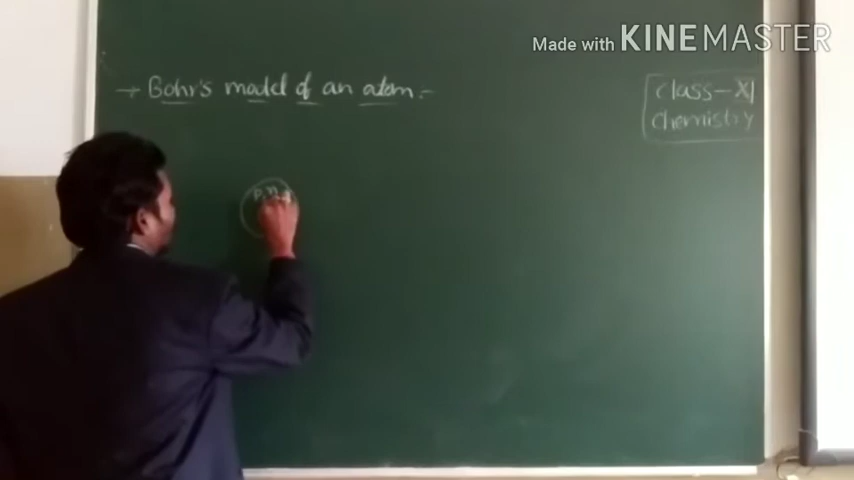 Made with KINEMASTER
→ Bohr's model of an atom :-
Class-XI
Chemistry
P, n